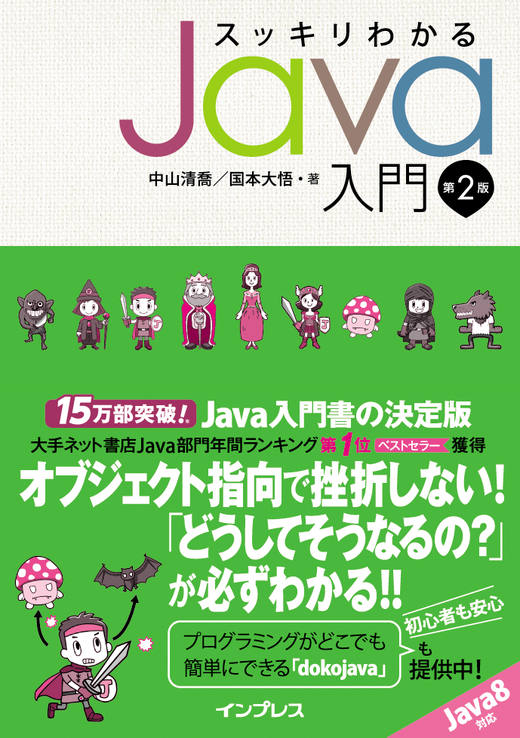 スッキリわかる
Java
入門
第2版
中山清喬／国本大悟・著
15万部突破!※ Java入門書の決定版
大手ネット書店Java部門年間ランキング第1位 ベストセラー 獲得
オブジェクト指向で挫折しない!
「どうしてそうなるの?」
が必ずわかる!!
初心者も安心
プログラミングがどこでも
簡単にできる「dokojava」
も
提供中!
インプレス
Java8
対応